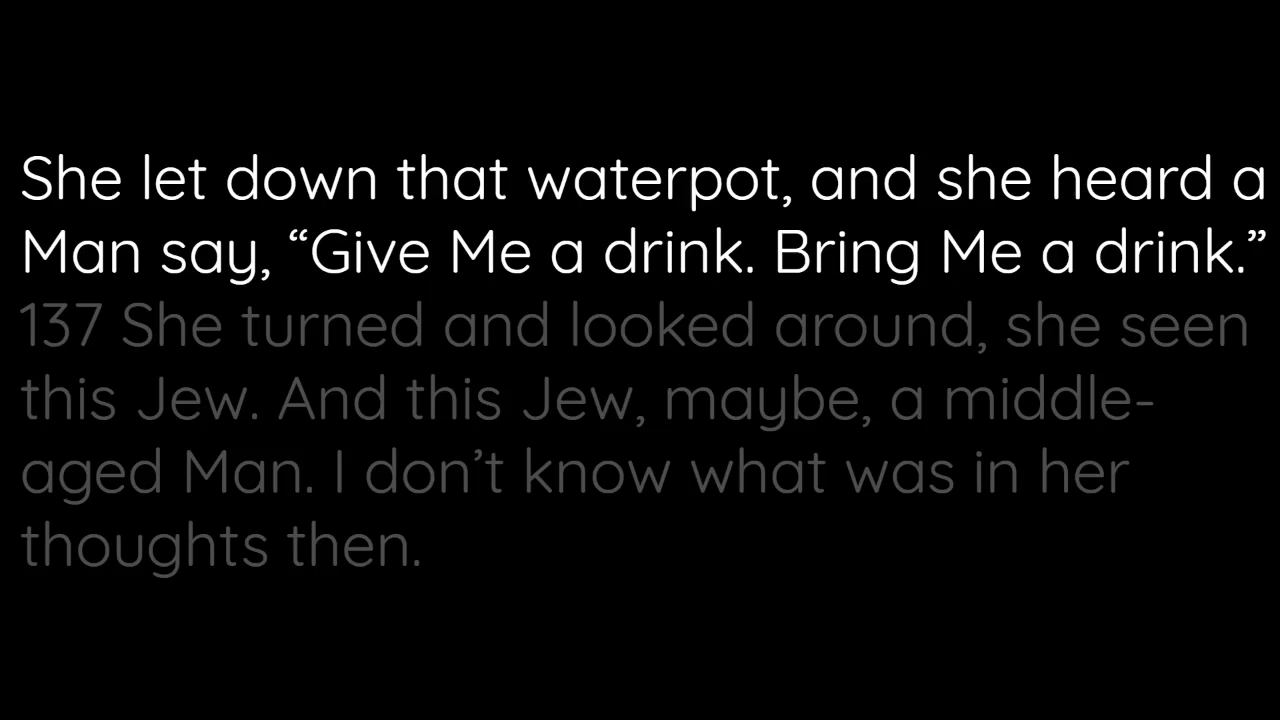 She let down that waterpot, and she heard a
Man say, “Give Me a drink. Bring Me a drink.”
137 She turned and looked around, she seen
this Jew. And this Jew, maybe, a middle-
aged Man. I don’t know what was in her
thoughts then.